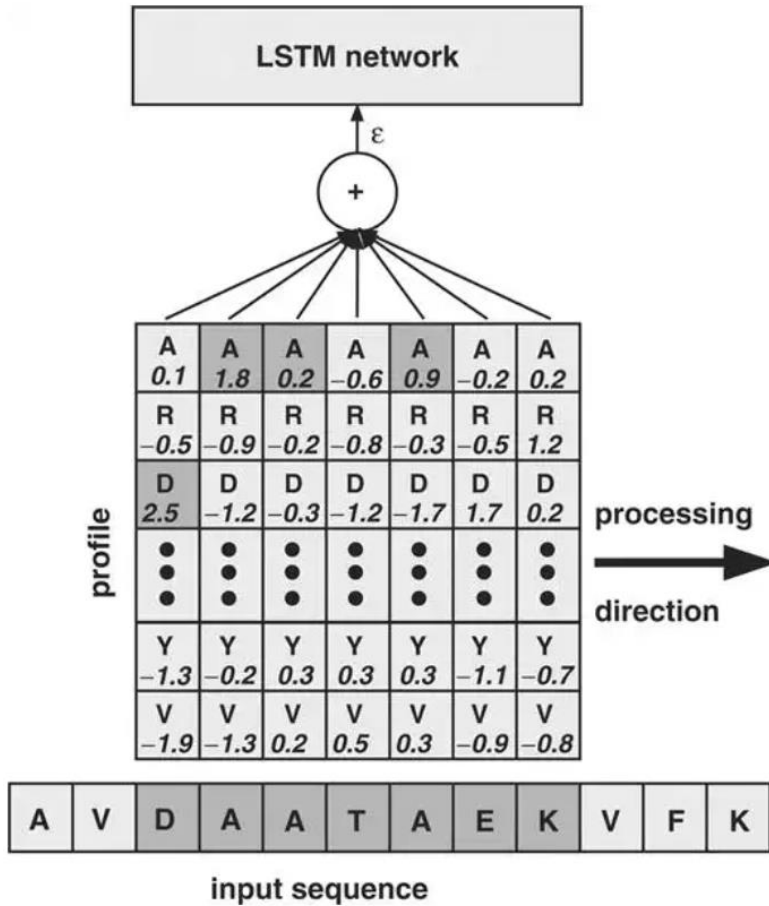 LSTM network
ε
+
A A A A A A A
0.1 1.8 0.2 −0.6 0.9 −0.2 0.2
R R R R R R R
−0.5 −0.9 −0.2 −0.8 −0.3 −0.5 1.2
D D D D D D D
2.5 −1.2 −0.3 −1.2 −1.7 1.7 0.2
processing
profile
direction
Y Y Y Y Y Y Y
−1.3 −0.2 0.3 0.3 0.3 −1.1 −0.7
V V V V V V V
−1.9 −1.3 0.2 0.5 0.3 −0.9 −0.8
A V D A A T A E K V F K
input sequence